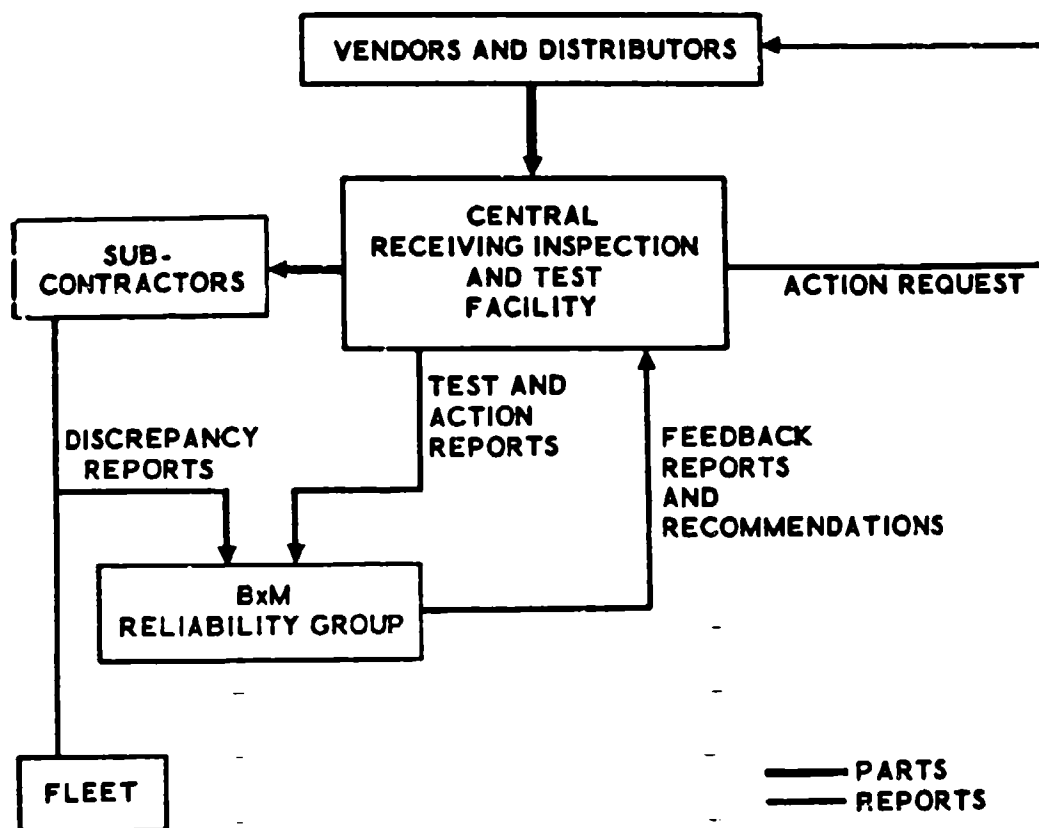 VENDORS AND DISTRIBUTORS
CENTRAL
RECEIVING INSPECTION
AND TEST
FACILITY
SUB-
CONTRACTORS
ACTION REQUEST
TEST AND
ACTION
REPORTS
DISCREPANCY
REPORTS
FEEDBACK
REPORTS
AND
RECOMMENDATIONS
BxM
RELIABILITY GROUP
FLEET
PARTS
REPORTS